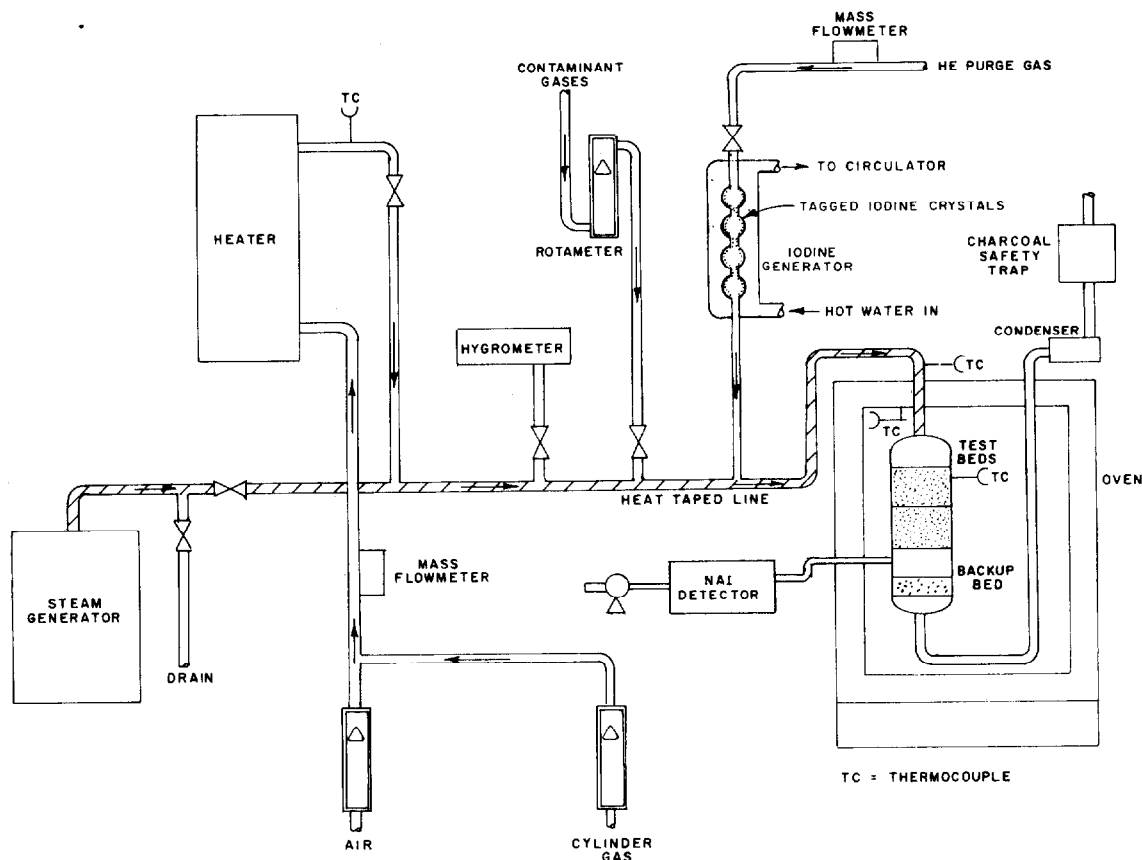 MASS
FLOWMETER
HE PURGE GAS
CONTAMINANT
GASES
TC
TO CIRCULATOR
TAGGED IODINE CRYSTALS
HEATER
ROTAMETER
IODINE
GENERATOR
CHARCOAL
SAFETY
TRAP
HOT WATER IN
CONDENSER
HYGROMETER
TC
TC
TEST
BEDS
TC
OVEN
HEAT TAPED LINE
MASS
FLOWMETER
NAI
DETECTOR
BACKUP
BED
STEAM
GENERATOR
DRAIN
TC = THERMOCOUPLE
AIR
CYLINDER
GAS